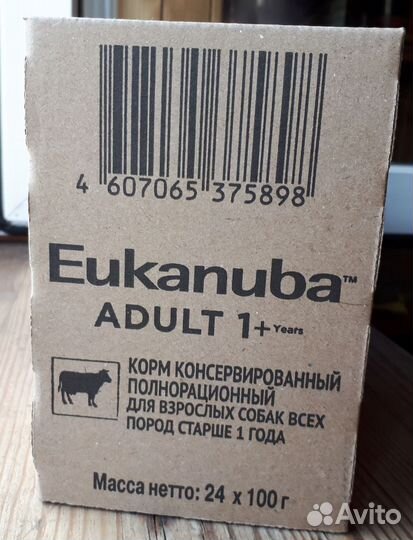 4 607065 375898
Eukanuba™
ADULT 1+ Years
КОРМ КОНСЕРВИРОВАННЫЙ
ПОЛНОРАЦИОННЫЙ
ДЛЯ ВЗРОСЛЫХ СОБАК ВСЕХ
ПОРОД СТАРШЕ 1 ГОДА
Масса нетто: 24 x 100 г
Avito